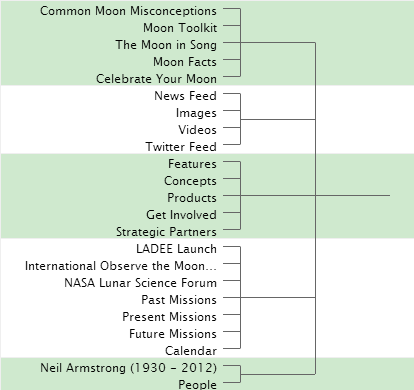 Common Moon Misconceptions
Moon Toolkit
The Moon in Song
Moon Facts
Celebrate Your Moon
News Feed
Images
Videos
Twitter Feed
Features
Concepts
Products
Get Involved
Strategic Partners
LADEE Launch
International Observe the Moon...
NASA Lunar Science Forum
Past Missions
Present Missions
Future Missions
Calendar
Neil Armstrong (1930 - 2012)
People